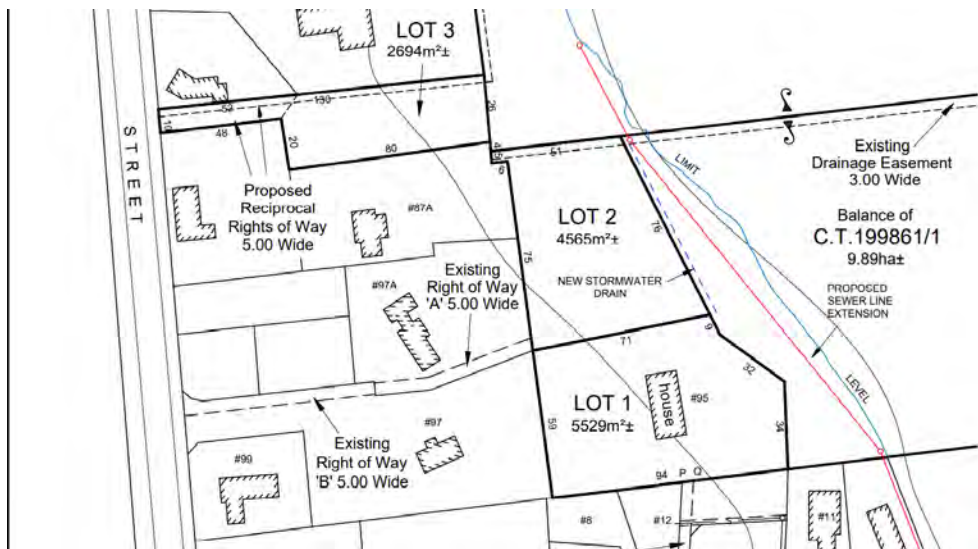 LOT 3
2694m²±
52
130
10
48
20
80
26
STREET
Proposed
Reciprocal
Rights of Way
5.00 Wide
#87A
4.5
6
51
LIMIT
Existing
Drainage Easement
3.00 Wide
LOT 2
4565m²±
76
75
Balance of
C.T.199861/1
9.89ha±
NEW STORMWATER
DRAIN
PROPOSED
SEWER LINE
EXTENSION
#97A
Existing
Right of Way
'A' 5.00 Wide
71
9
32
LEVEL
LOT 1
5529m²±
house
#95
59
34
#97
Existing
Right of Way
'B' 5.00 Wide
#99
94
P Q
#8
#12
#11